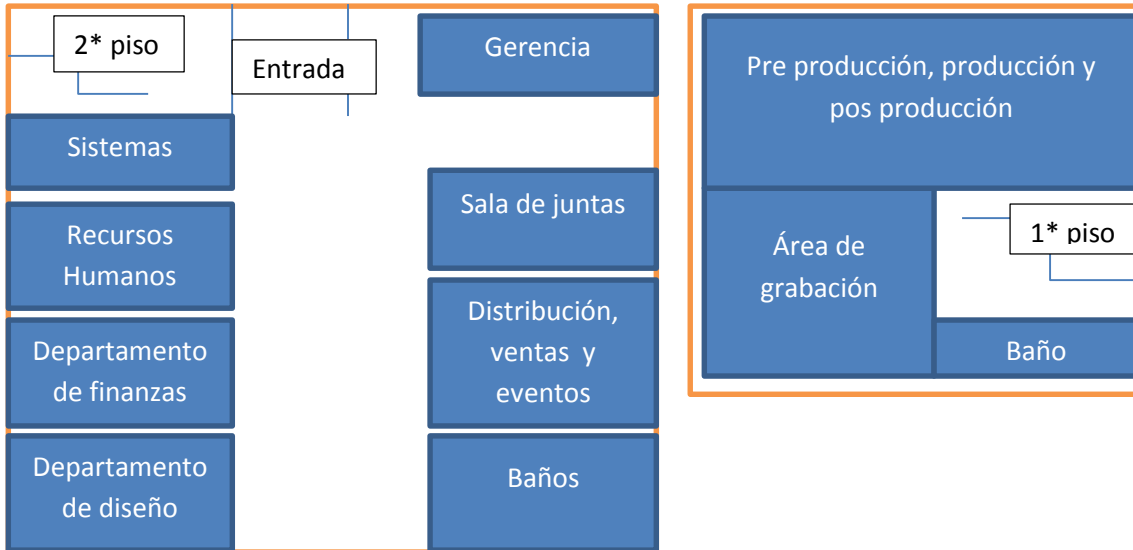 2* piso
Entrada
Gerencia
Sistemas
Sala de juntas
Recursos
Humanos
Distribución,
ventas y
eventos
Departamento
de finanzas
Departamento
de diseño
Baños
Pre producción, producción y
pos producción
Área de
grabación
1* piso
Baño